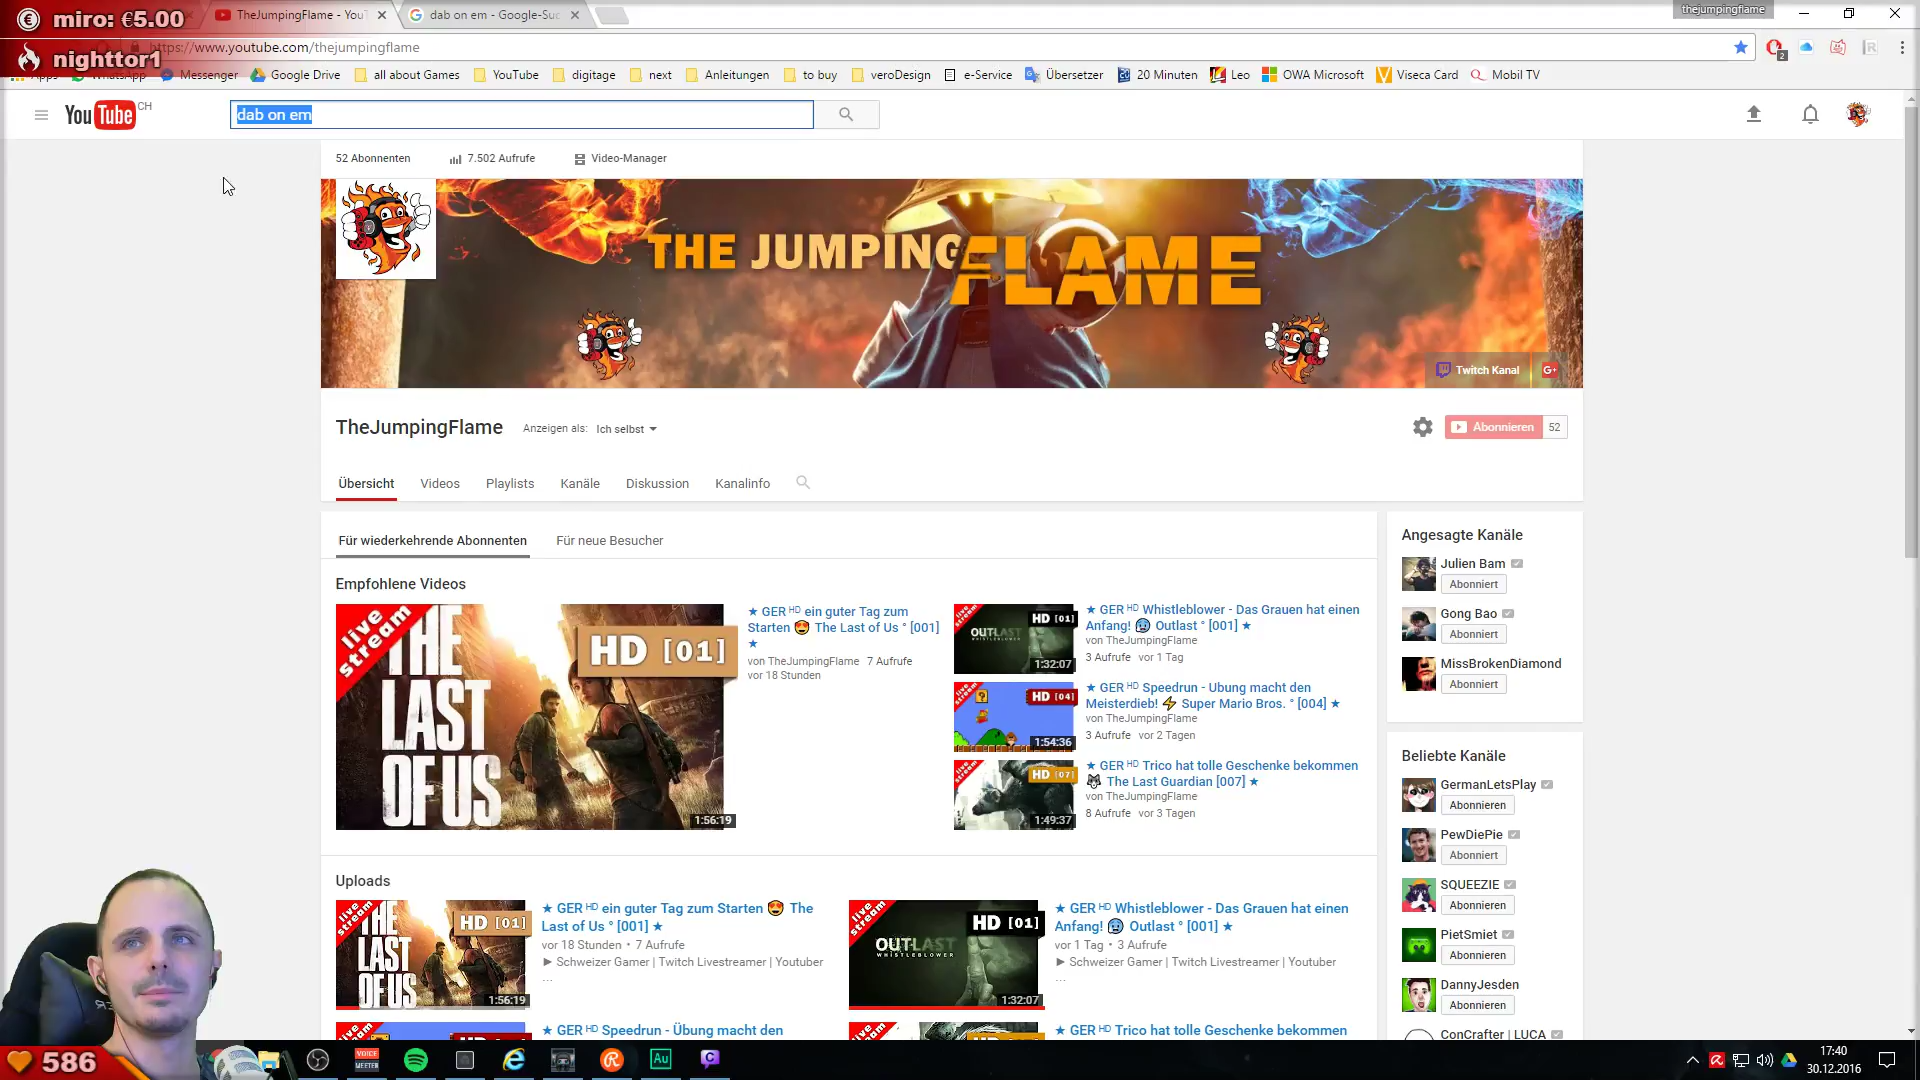 miro: €5.00
nighttor1
TheJumpingFlame - You
dab on em - Google-Suc
thejumpingflame
https://www.youtube.com/thejumpingflame
2
Apps
WhatsApp
Messenger
Google Drive
all about Games
YouTube
digitage
next
Anleitungen
to buy
veroDesign
e-Service
Übersetzer
20 Minuten
Leo
OWA Microsoft
Viseca Card
Mobil TV
YouTube CH
dab on em
52 Abonnenten
7.502 Aufrufe
Video-Manager
THE JUMPING FLAME
Twitch Kanal
G+
TheJumpingFlame
Anzeigen als: Ich selbst
Abonnieren 52
Übersicht
Videos
Playlists
Kanäle
Diskussion
Kanalinfo
Für wiederkehrende Abonnenten
Für neue Besucher
Empfohlene Videos
live stream
THE LAST OF US
HD [01]
1:56:19
★ GER ᴴᴰ ein guter Tag zum
Starten 😍 The Last of Us ° [001]
★
von TheJumpingFlame 7 Aufrufe
vor 18 Stunden
OUTLAST
HD [01]
1:32:07
★ GER ᴴᴰ Whistleblower - Das Grauen hat einen
Anfang! 😰 Outlast ° [001] ★
von TheJumpingFlame
3 Aufrufe vor 1 Tag
HD [04]
1:54:36
★ GER ᴴᴰ Speedrun - Übung macht den
Meisterdieb! ⚡ Super Mario Bros. ° [004] ★
von TheJumpingFlame
3 Aufrufe vor 2 Tagen
HD [07]
1:49:37
★ GER ᴴᴰ Trico hat tolle Geschenke bekommen
🐺 The Last Guardian [007] ★
von TheJumpingFlame
8 Aufrufe vor 3 Tagen
Uploads
live stream
THE LAST OF US
HD [01]
1:56:19
★ GER ᴴᴰ ein guter Tag zum Starten 😍 The
Last of Us ° [001] ★
vor 18 Stunden • 7 Aufrufe
► Schweizer Gamer | Twitch Livestreamer | Youtuber
...
live stream
OUTLAST
WHISTLEBLOWER
HD [01]
1:32:07
★ GER ᴴᴰ Whistleblower - Das Grauen hat einen
Anfang! 😰 Outlast ° [001] ★
vor 1 Tag • 3 Aufrufe
► Schweizer Gamer | Twitch Livestreamer | Youtuber
...
★ GER ᴴᴰ Speedrun - Übung macht den
★ GER ᴴᴰ Trico hat tolle Geschenke bekommen
Angesagte Kanäle
Julien Bam
Abonniert
Gong Bao
Abonniert
MissBrokenDiamond
Abonniert
Beliebte Kanäle
GermanLetsPlay
Abonnieren
PewDiePie
Abonniert
SQUEEZIE
Abonnieren
PietSmiet
Abonnieren
DannyJesden
Abonnieren
ConCrafter | LUCA
586
VOICE
MEETER
Au
17:40
30.12.2016